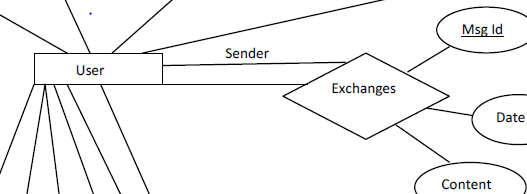 Msg Id
Sender
User
Exchanges
Date
Content